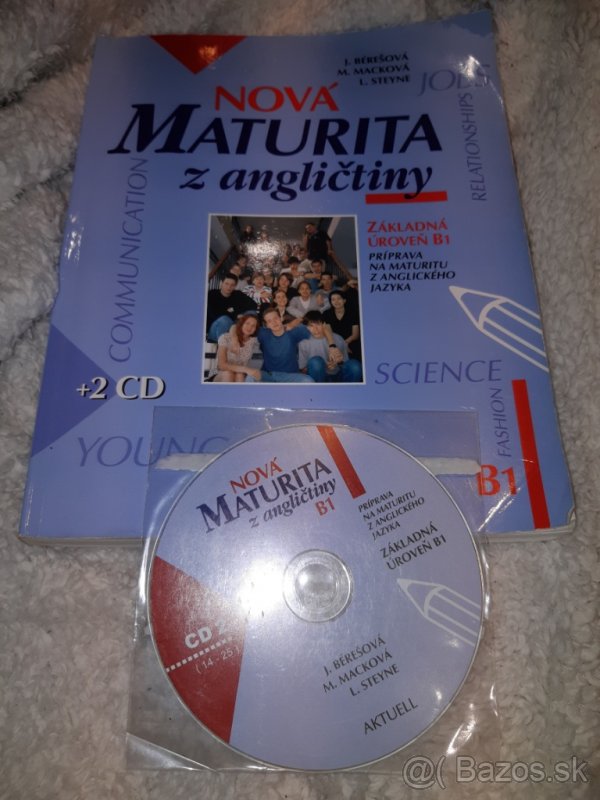 J. BÉREŠOVÁ
M. MACKOVÁ
L. STEYNE
JOBS
RELATIONSHIPS
NOVÁ
MATURITA
z angličtiny
COMMUNICATION
ZÁKLADNÁ
ÚROVEŇ B1
PRÍPRAVA
NA MATURITU
Z ANGLICKÉHO
JAZYKA
SCIENCE
FASHION
+2 CD
YOUNG
B1
NOVÁ
MATURITA
z angličtiny
B1
PRÍPRAVA
NA MATURITU
Z ANGLICKÉHO
JAZYKA
ZÁKLADNÁ
ÚROVEŇ B1
CD 2
(14-25)
J. BÉREŠOVÁ
M. MACKOVÁ
L. STEYNE
AKTUELL
@( Bazos.sk